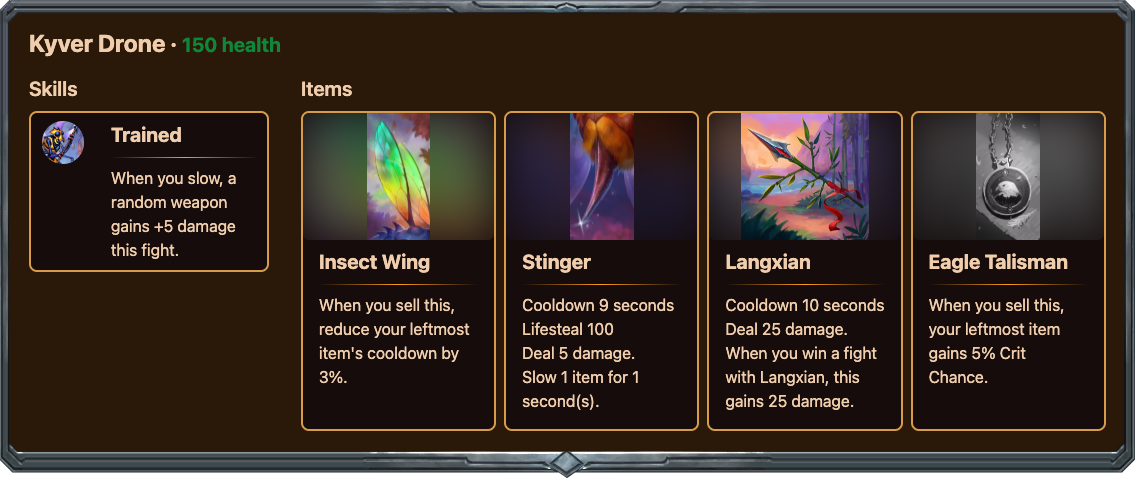 Kyver Drone · 150 health
Skills
Items
Trained
When you slow, a
random weapon
gains +5 damage
this fight.
Insect Wing
When you sell this,
reduce your leftmost
item's cooldown by
3%.
Stinger
Cooldown 9 seconds
Lifesteal 100
Deal 5 damage.
Slow 1 item for 1
second(s).
Langxian
Cooldown 10 seconds
Deal 25 damage.
When you win a fight
with Langxian, this
gains 25 damage.
Eagle Talisman
When you sell this,
your leftmost item
gains 5% Crit
Chance.